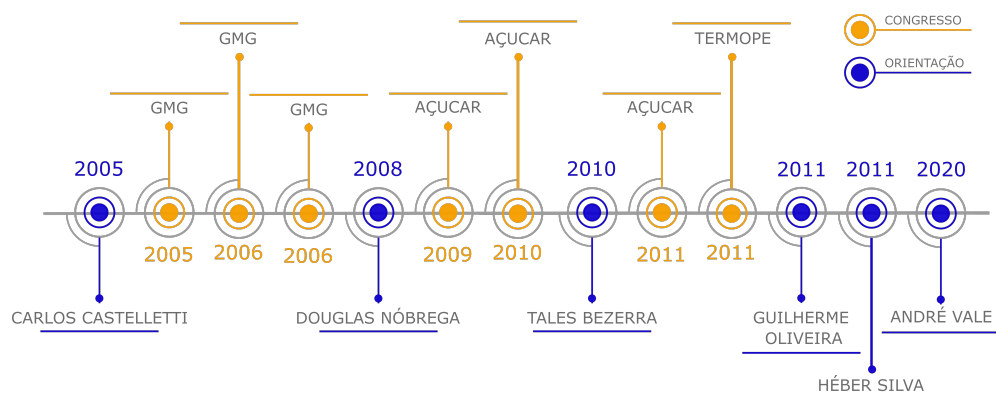 CONGRESSO
ORIENTAÇÃO
GMG
AÇUCAR
TERMOPE
GMG
GMG
AÇUCAR
AÇUCAR
2005
2008
2010
2011
2011
2020
2005
2006
2006
2009
2010
2011
2011
CARLOS CASTELLETTI
DOUGLAS NÓBREGA
TALES BEZERRA
GUILHERME
OLIVEIRA
ANDRÉ VALE
HÉBER SILVA